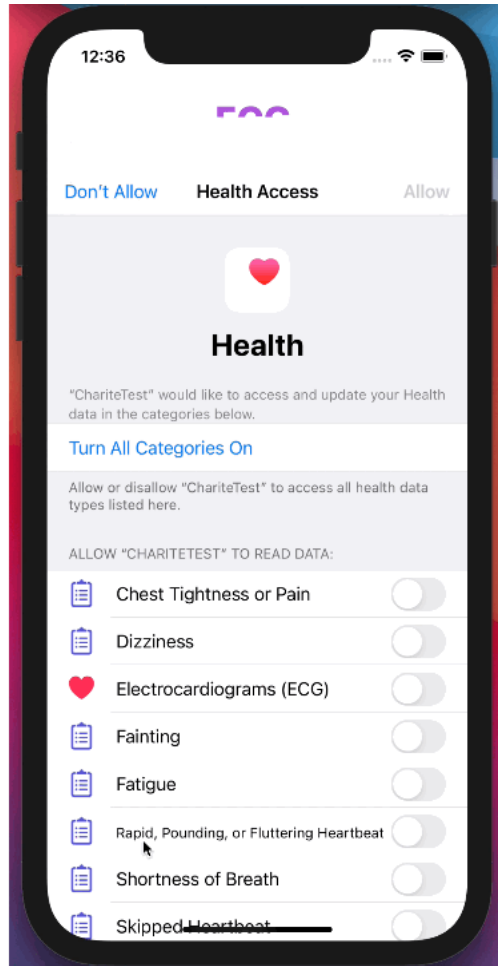 12:36
ECG
Don't Allow
Health Access
Allow
Health
"ChariteTest" would like to access and update your Health
data in the categories below.
Turn All Categories On
Allow or disallow "ChariteTest" to access all health data
types listed here.
ALLOW "CHARITETEST" TO READ DATA:
Chest Tightness or Pain
Dizziness
Electrocardiograms (ECG)
Fainting
Fatigue
Rapid, Pounding, or Fluttering Heartbeat
Shortness of Breath
Skipped Heartbeat